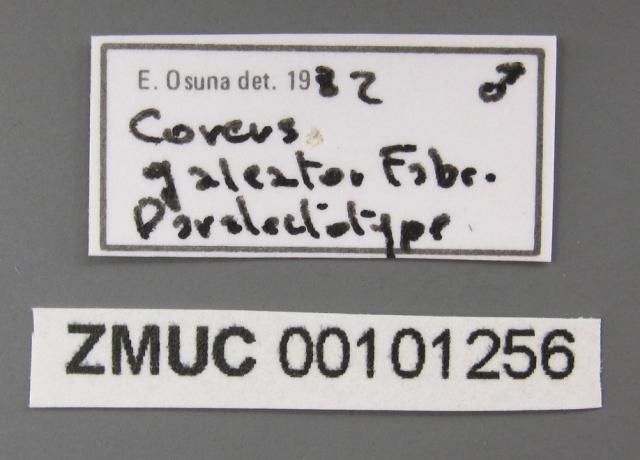 E. Osuna det. 1982 ♂
Coreus
galeator Fabr.
Paralectotype
ZMUC 00101256